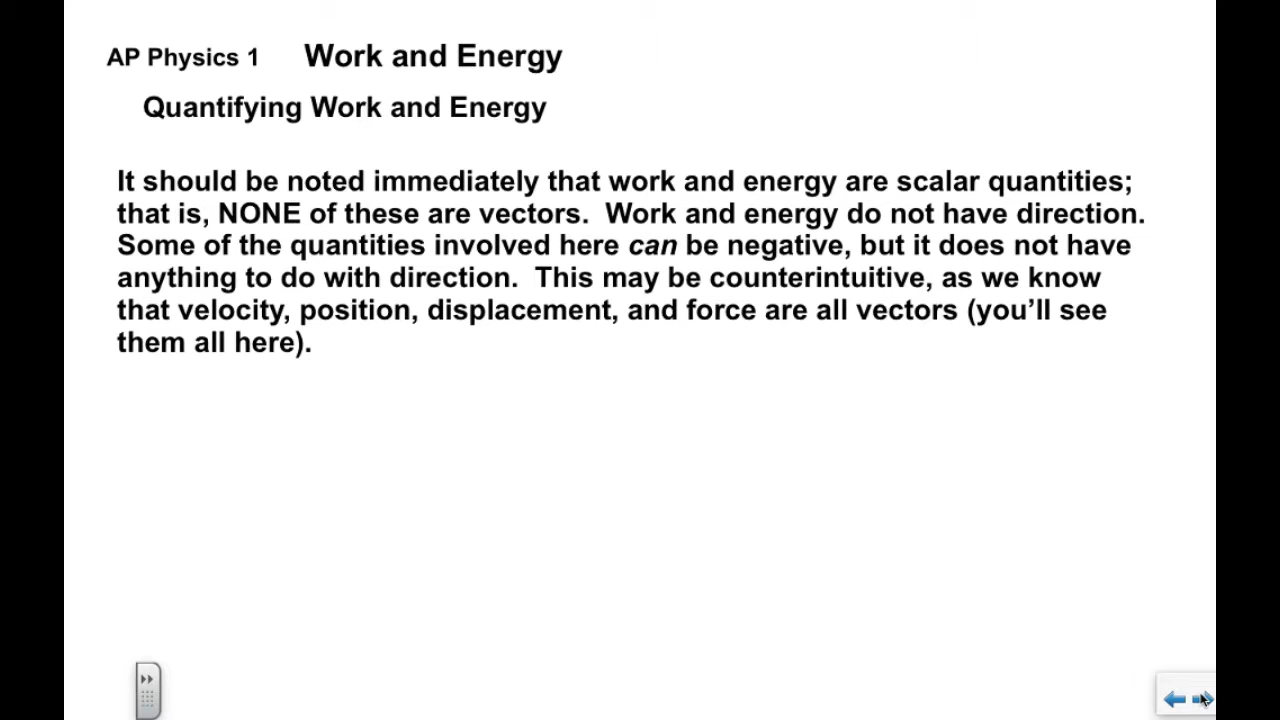 AP Physics 1 Work and Energy
Quantifying Work and Energy
It should be noted immediately that work and energy are scalar quantities;
that is, NONE of these are vectors. Work and energy do not have direction.
Some of the quantities involved here can be negative, but it does not have
anything to do with direction. This may be counterintuitive, as we know
that velocity, position, displacement, and force are all vectors (you’ll see
them all here).